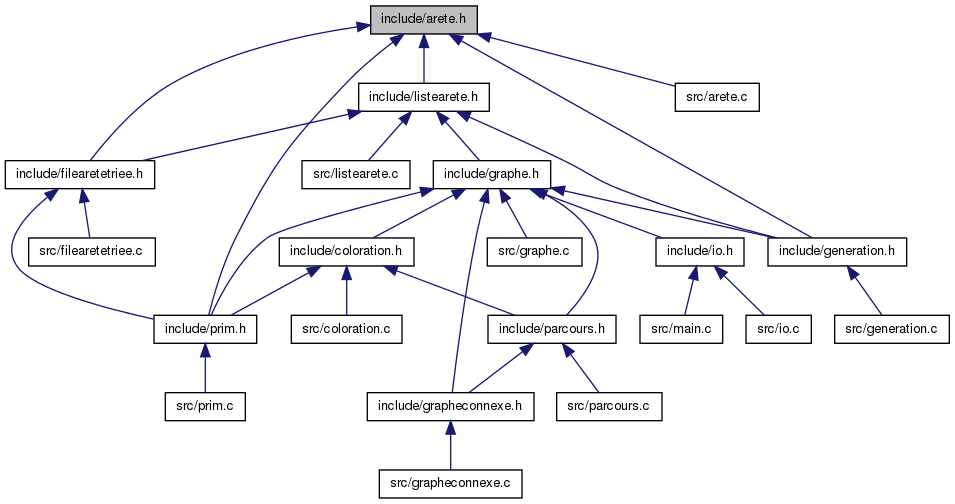 include/arete.h
include/listearete.h
src/arete.c
include/filearetetriee.h
src/listearete.c
include/graphe.h
src/filearetetriee.c
include/coloration.h
src/graphe.c
include/io.h
include/generation.h
include/prim.h
src/coloration.c
include/parcours.h
src/main.c
src/io.c
src/generation.c
src/prim.c
include/grapheconnexe.h
src/parcours.c
src/grapheconnexe.c